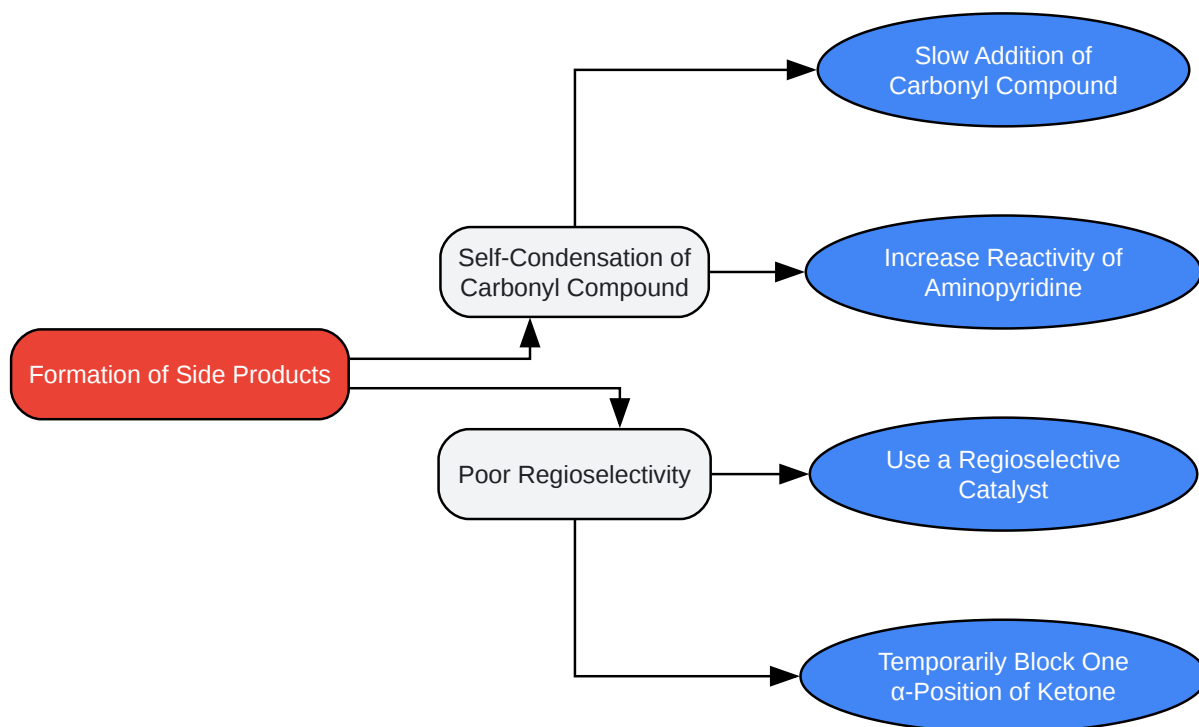 Slow Addition of
Carbonyl Compound
Self-Condensation of
Carbonyl Compound
Increase Reactivity of
Aminopyridine
Formation of Side Products
Poor Regioselectivity
Use a Regioselective
Catalyst
Temporarily Block One
α-Position of Ketone